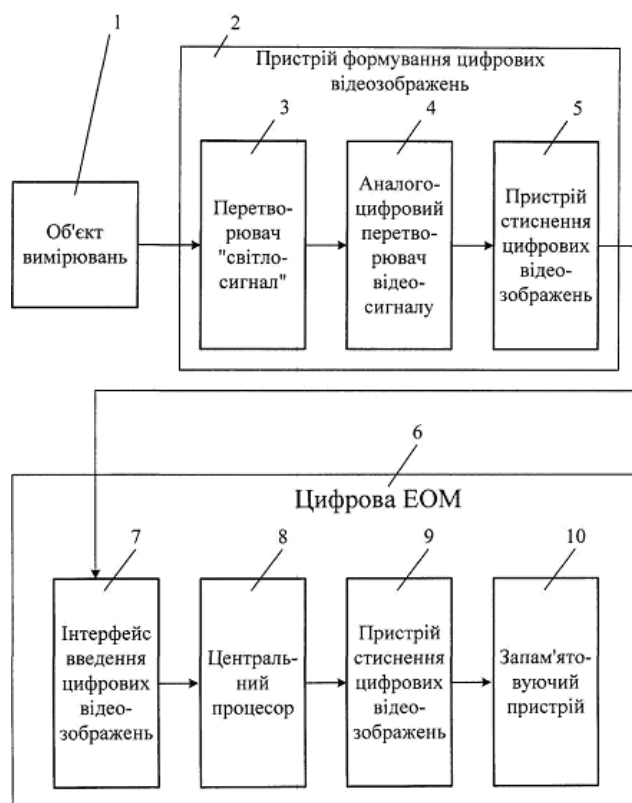 1
2
Пристрій формування цифрових
відеозображень
3
4
5
Об'єкт
вимірювань
Перетво-
рювач
"світло-
сигнал"
Аналого-
цифровий
перетворювач
відео-
сигналу
Пристрій
стиснення
цифрових
відео-
зображень
6
Цифрова ЕОМ
7
8
9
10
Інтерфейс
введення
цифрових
відео-
зображень
Централь-
ний
процесор
Пристрій
стиснення
цифрових
відео-
зображень
Запам'ято-
вуючий
пристрій